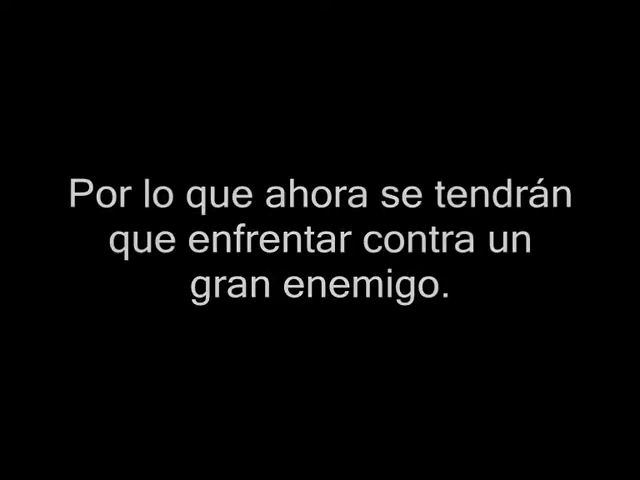 Por lo que ahora se tendrán
que enfrentar contra un
gran enemigo.